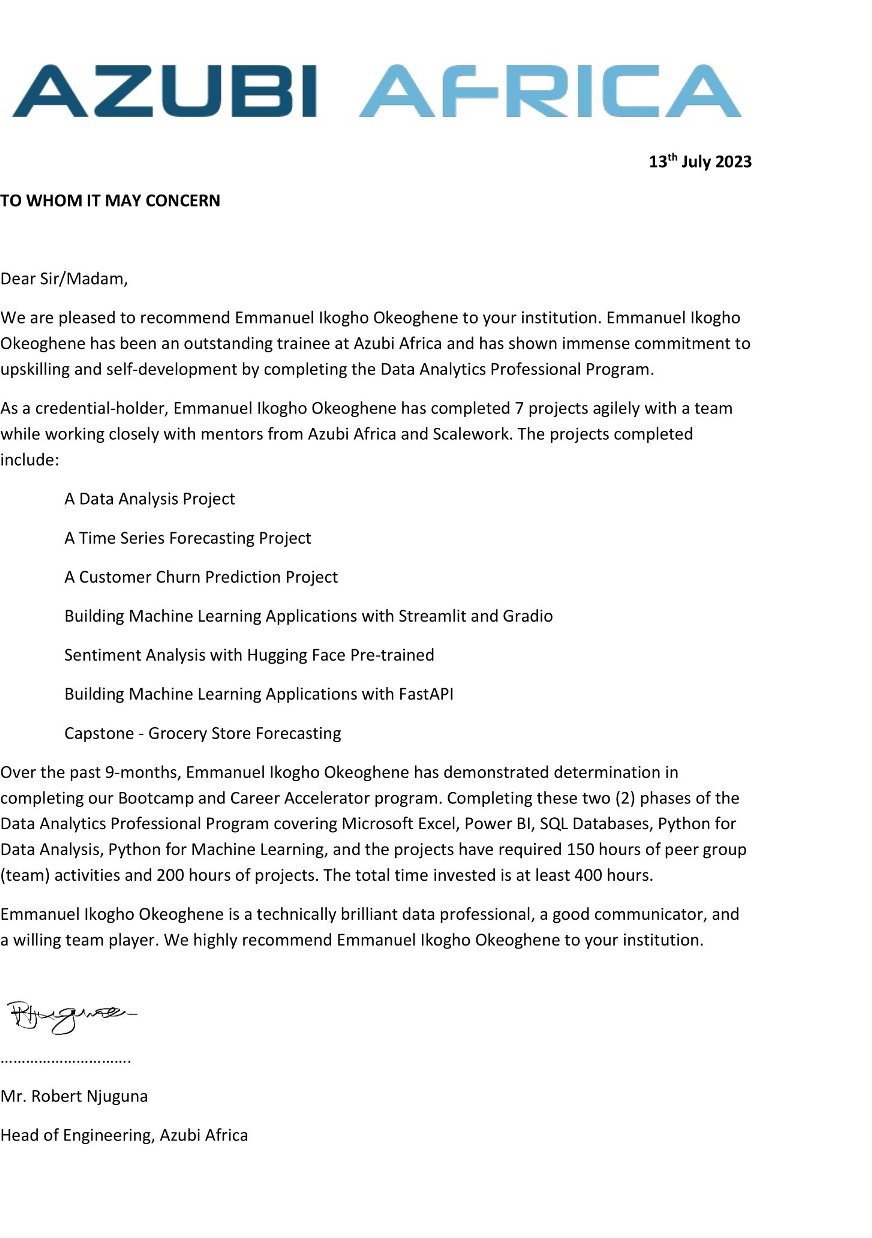 AZUBI AFRICA
13th July 2023
TO WHOM IT MAY CONCERN
Dear Sir/Madam,
We are pleased to recommend Emmanuel Ikogho Okeoghene to your institution. Emmanuel Ikogho
Okeoghene has been an outstanding trainee at Azubi Africa and has shown immense commitment to
upskilling and self-development by completing the Data Analytics Professional Program.
As a credential-holder, Emmanuel Ikogho Okeoghene has completed 7 projects agilely with a team
while working closely with mentors from Azubi Africa and Scalework. The projects completed
include:
A Data Analysis Project
A Time Series Forecasting Project
A Customer Churn Prediction Project
Building Machine Learning Applications with Streamlit and Gradio
Sentiment Analysis with Hugging Face Pre-trained
Building Machine Learning Applications with FastAPI
Capstone - Grocery Store Forecasting
Over the past 9-months, Emmanuel Ikogho Okeoghene has demonstrated determination in
completing our Bootcamp and Career Accelerator program. Completing these two (2) phases of the
Data Analytics Professional Program covering Microsoft Excel, Power BI, SQL Databases, Python for
Data Analysis, Python for Machine Learning, and the projects have required 150 hours of peer group
(team) activities and 200 hours of projects. The total time invested is at least 400 hours.
Emmanuel Ikogho Okeoghene is a technically brilliant data professional, a good communicator, and
a willing team player. We highly recommend Emmanuel Ikogho Okeoghene to your institution.
………………………….
Mr. Robert Njuguna
Head of Engineering, Azubi Africa